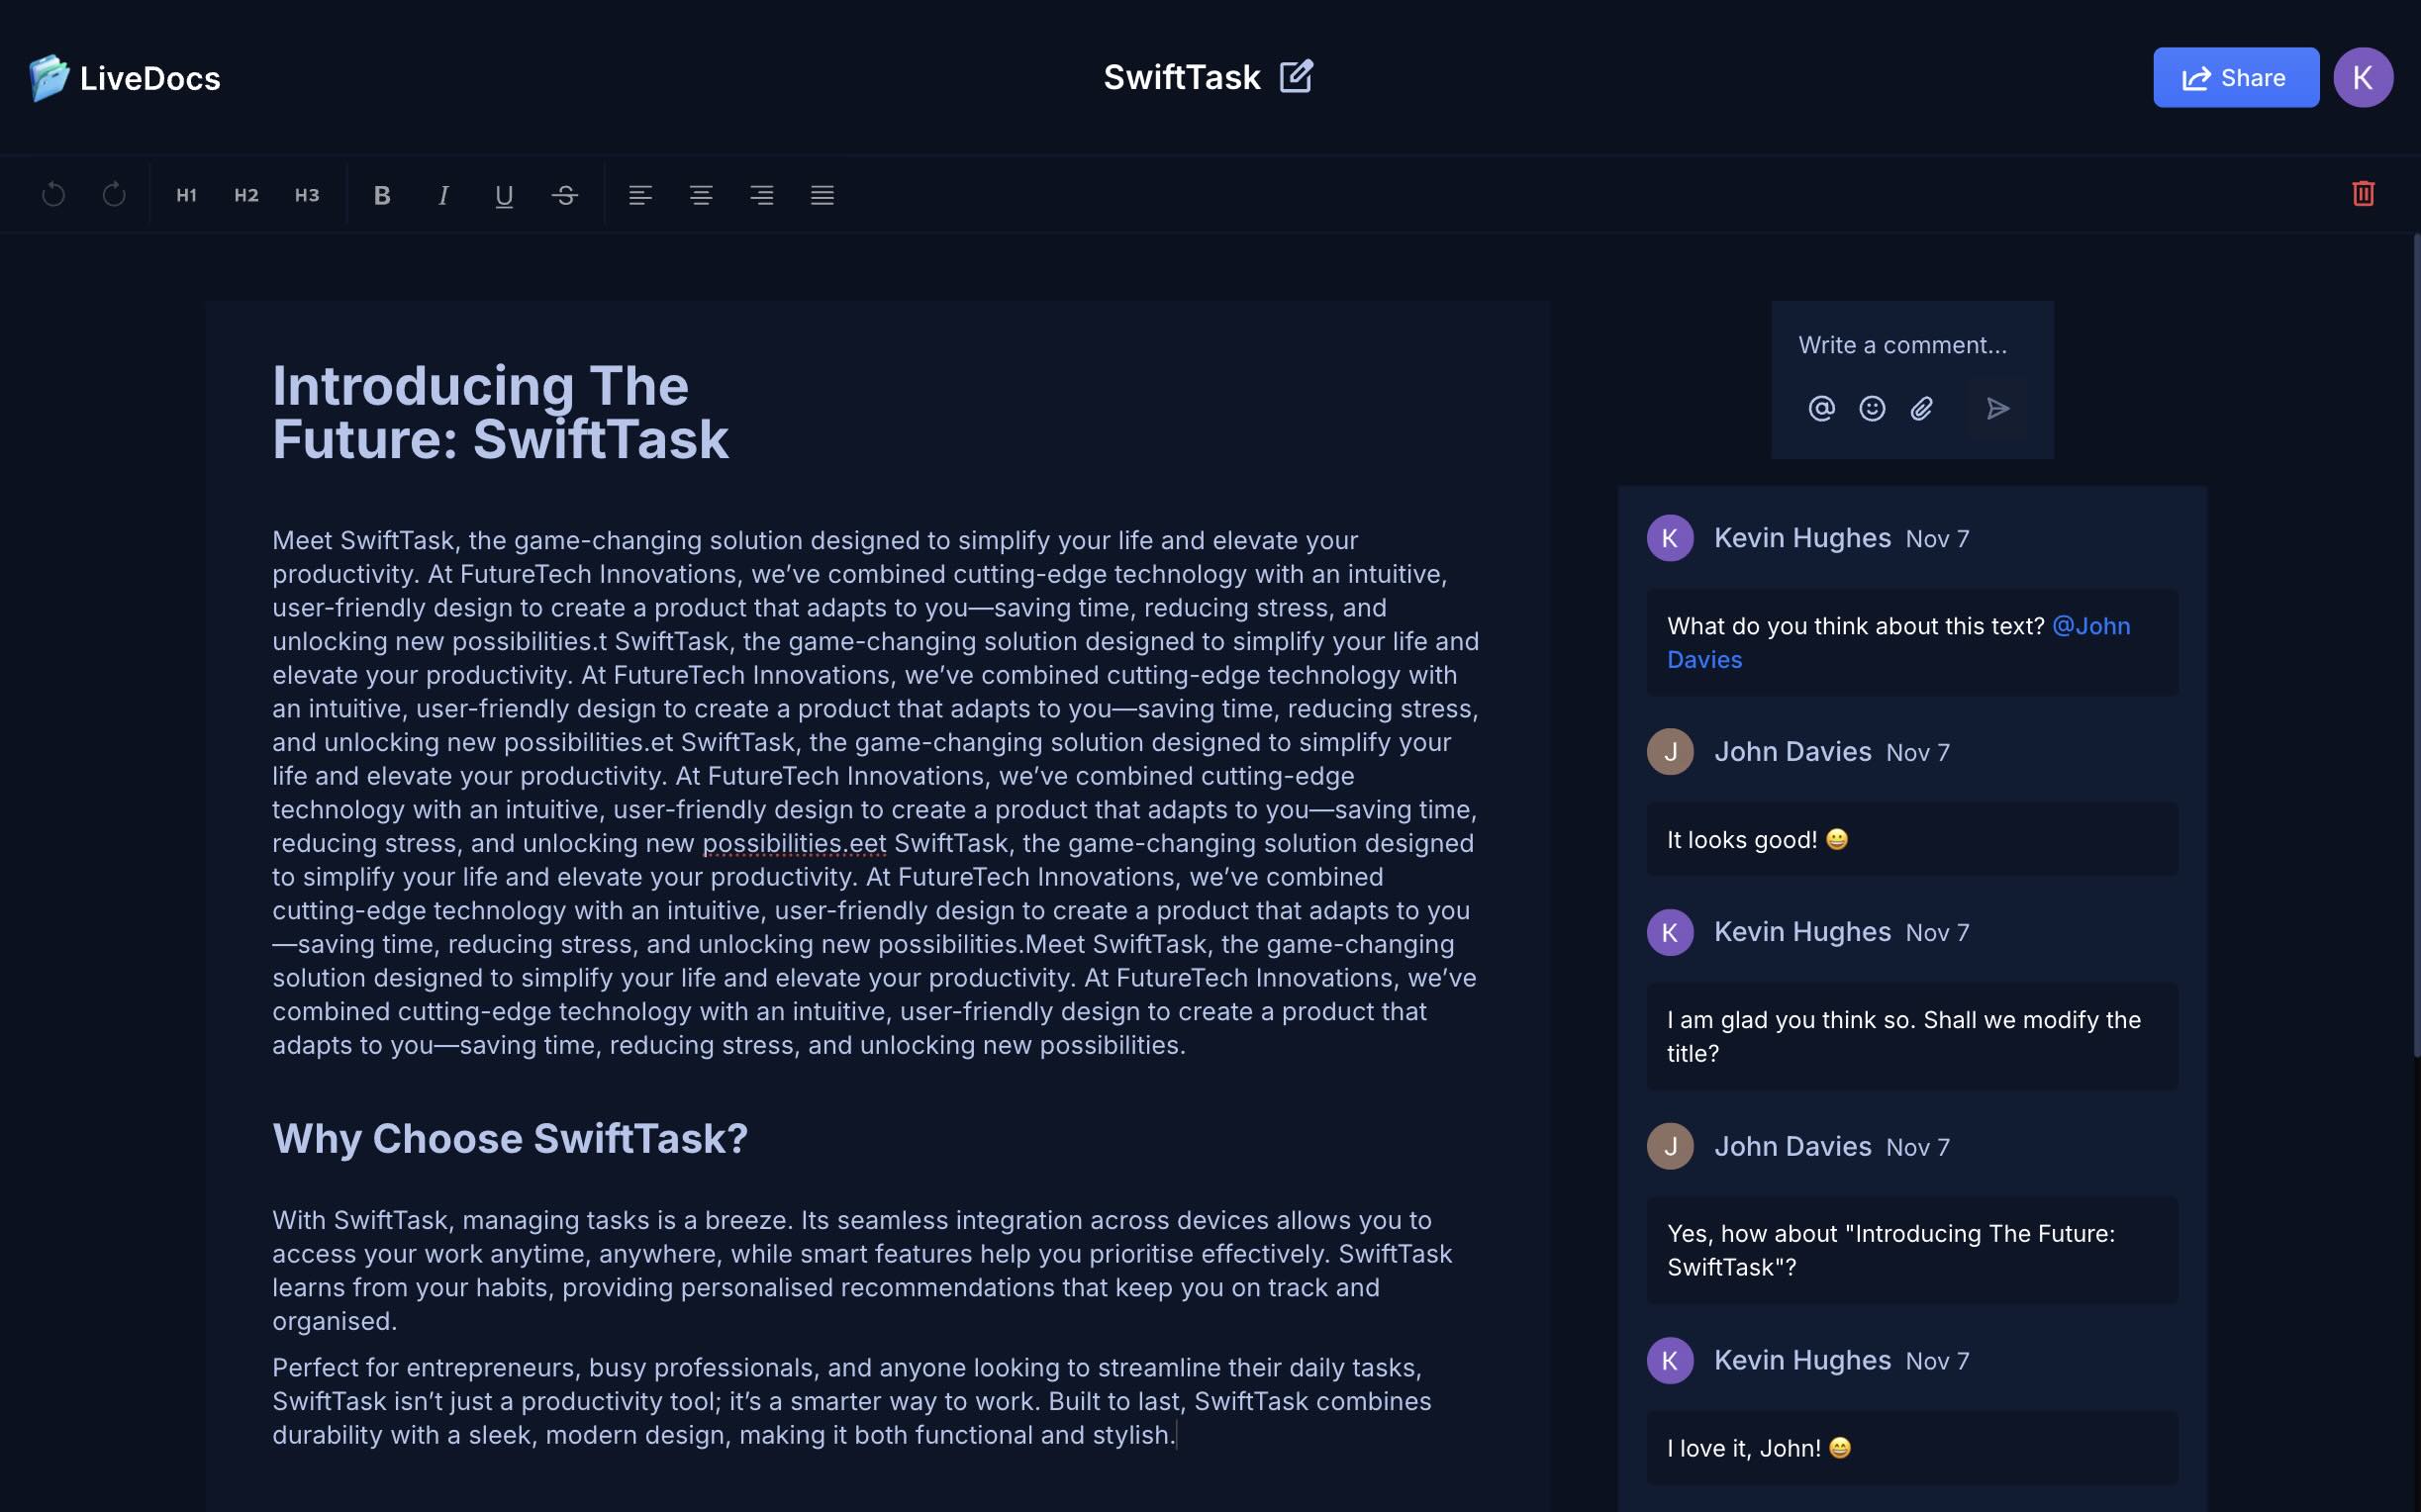 LiveDocs
SwiftTask
Share
K
H1 H2 H3 B I U S
Introducing The
Future: SwiftTask
Meet SwiftTask, the game-changing solution designed to simplify your life and elevate your
productivity. At FutureTech Innovations, we’ve combined cutting-edge technology with an intuitive,
user-friendly design to create a product that adapts to you—saving time, reducing stress, and
unlocking new possibilities.t SwiftTask, the game-changing solution designed to simplify your life and
elevate your productivity. At FutureTech Innovations, we’ve combined cutting-edge technology with
an intuitive, user-friendly design to create a product that adapts to you—saving time, reducing stress,
and unlocking new possibilities.et SwiftTask, the game-changing solution designed to simplify your
life and elevate your productivity. At FutureTech Innovations, we’ve combined cutting-edge
technology with an intuitive, user-friendly design to create a product that adapts to you—saving time,
reducing stress, and unlocking new possibilities.eet SwiftTask, the game-changing solution designed
to simplify your life and elevate your productivity. At FutureTech Innovations, we’ve combined
cutting-edge technology with an intuitive, user-friendly design to create a product that adapts to you
—saving time, reducing stress, and unlocking new possibilities.Meet SwiftTask, the game-changing
solution designed to simplify your life and elevate your productivity. At FutureTech Innovations, we’ve
combined cutting-edge technology with an intuitive, user-friendly design to create a product that
adapts to you—saving time, reducing stress, and unlocking new possibilities.
Why Choose SwiftTask?
With SwiftTask, managing tasks is a breeze. Its seamless integration across devices allows you to
access your work anytime, anywhere, while smart features help you prioritise effectively. SwiftTask
learns from your habits, providing personalised recommendations that keep you on track and
organised.
Perfect for entrepreneurs, busy professionals, and anyone looking to streamline their daily tasks,
SwiftTask isn’t just a productivity tool; it’s a smarter way to work. Built to last, SwiftTask combines
durability with a sleek, modern design, making it both functional and stylish.
Write a comment…
@
K Kevin Hughes Nov 7
What do you think about this text? @John
Davies
J John Davies Nov 7
It looks good! 😀
K Kevin Hughes Nov 7
I am glad you think so. Shall we modify the
title?
J John Davies Nov 7
Yes, how about "Introducing The Future:
SwiftTask"?
K Kevin Hughes Nov 7
I love it, John! 😄